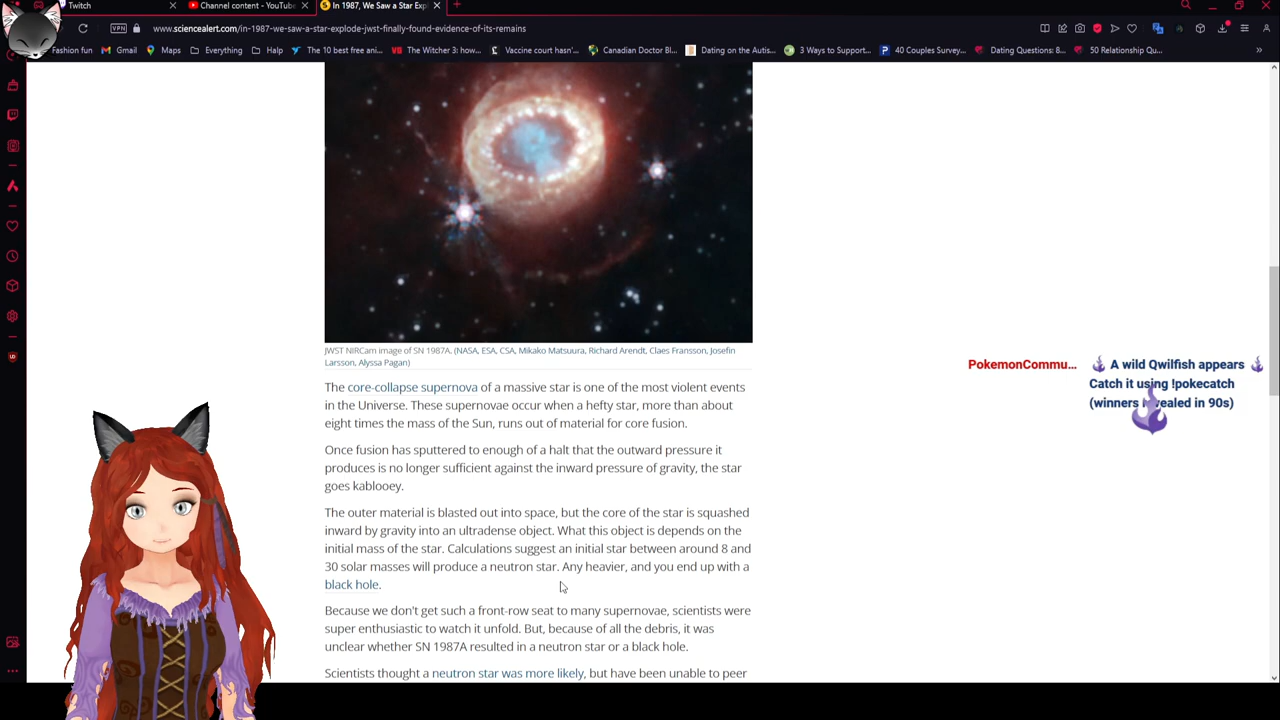 Twitch
Channel content - YouTube
In 1987, We Saw a Star Expl
www.sciencealert.com/in-1987-we-saw-a-star-explode-jwst-finally-found-evidence-of-its-remains
VPN
Fashion fun
Gmail
Maps
Everything
Halp
The 10 best free ani...
The Witcher 3: how...
Vaccine court hasn'...
Canadian Doctor Bl...
Dating on the Autis...
3 Ways to Support...
40 Couples Survey...
Dating Questions: 8...
50 Relationship Qu...
JWST NIRCam image of SN 1987A. (NASA, ESA, CSA, Mikako Matsuura, Richard Arendt, Claes Fransson, Josefin
Larsson, Alyssa Pagan)
The core-collapse supernova of a massive star is one of the most violent events
in the Universe. These supernovae occur when a hefty star, more than about
eight times the mass of the Sun, runs out of material for core fusion.
Once fusion has sputtered to enough of a halt that the outward pressure it
produces is no longer sufficient against the inward pressure of gravity, the star
goes kablooey.
The outer material is blasted out into space, but the core of the star is squashed
inward by gravity into an ultradense object. What this object is depends on the
initial mass of the star. Calculations suggest an initial star between around 8 and
30 solar masses will produce a neutron star. Any heavier, and you end up with a
black hole.
Because we don't get such a front-row seat to many supernovae, scientists were
super enthusiastic to watch it unfold. But, because of all the debris, it was
unclear whether SN 1987A resulted in a neutron star or a black hole.
Scientists thought a neutron star was more likely, but have been unable to peer
PokemonCommu...
A wild Qwilfish appears
Catch it using !pokecatch
(winners revealed in 90s)